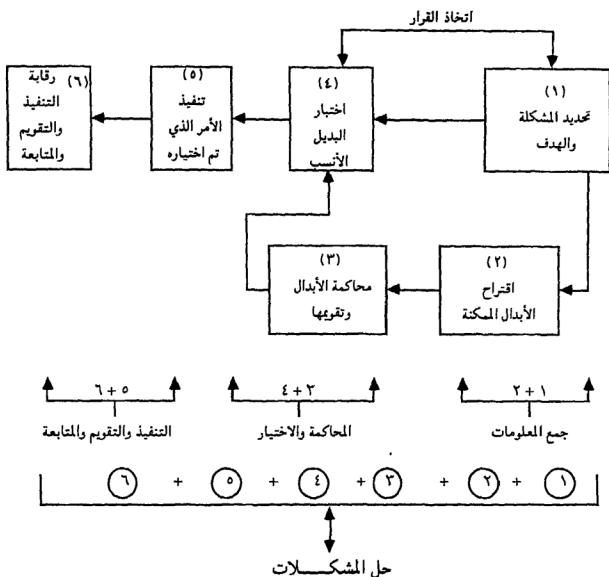 اتخاذ القرار
(١)
تحديد المشكلة
والهدف
(٤)
اختبار
البديل
الأنسب
(٥)
تنفيذ
الأمر الذي
تم اختياره
(٦) رقابة
التنفيذ
والتقويم
والمتابعة
(٢)
اقتراح
الأبدال الممكنة
(٣)
محاكمة الأبدال
وتقويمها
١ + ٢
جمع المعلومات
٣ + ٤
المحاكمة والاختيار
٥ + ٦
التنفيذ والتقويم والمتابعة
١ + ٢ + ٣ + ٤ + ٥ + ٦
حل المشكـــلات